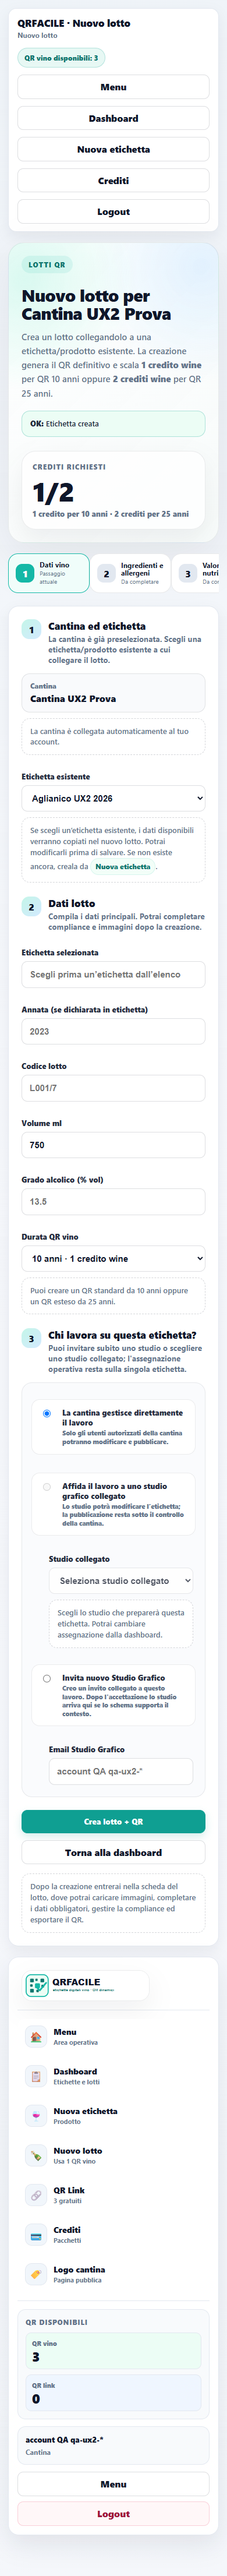 QRFACILE · Nuovo lotto
Nuovo lotto
QR vino disponibili: 3
Menu
Dashboard
Nuova etichetta
Crediti
Logout
LOTTI QR
Nuovo lotto per
Cantina UX2 Prova
Crea un lotto collegandolo a una
etichetta/prodotto esistente. La creazione
genera il QR definitivo e scala 1 credito wine
per QR 10 anni oppure 2 crediti wine per QR
25 anni.
OK: Etichetta creata
CREDITI RICHIESTI
1/2
1 credito per 10 anni · 2 crediti per 25 anni
1
Dati vino
Passaggio
attuale
2
Ingredienti e
allergeni
Da completare
3
Valor
nutri
Da cor
1
Cantina ed etichetta
La cantina è già preselezionata. Scegli una
etichetta/prodotto esistente a cui
collegare il lotto.
Cantina
Cantina UX2 Prova
La cantina è collegata automaticamente al tuo
account.
Etichetta esistente
Aglianico UX2 2026
Se scegli un'etichetta esistente, i dati disponibili
verranno copiati nel nuovo lotto. Potrai
modificarli prima di salvare. Se non esiste
ancora, creala da Nuova etichetta .
2
Dati lotto
Compila i dati principali. Potrai completare
compliance e immagini dopo la creazione.
Etichetta selezionata
Scegli prima un'etichetta dall'elenco
Annata (se dichiarata in etichetta)
2023
Codice lotto
L001/7
Volume ml
750
Grado alcolico (% vol)
13.5
Durata QR vino
10 anni · 1 credito wine
Puoi creare un QR standard da 10 anni oppure
un QR esteso da 25 anni.
3
Chi lavora su questa etichetta?
Puoi invitare subito uno studio o scegliere
uno studio collegato; l'assegnazione
operativa resta sulla singola etichetta.
La cantina gestisce direttamente
il lavoro
Solo gli utenti autorizzati della cantina
potranno modificare e pubblicare.
Affida il lavoro a uno studio
grafico collegato
Lo studio potrà modificare l'etichetta;
la pubblicazione resta sotto il controllo
della cantina.
Studio collegato
Seleziona studio collegato
Scegli lo studio che preparerà questa
etichetta. Potrai cambiare
assegnazione dalla dashboard.
Invita nuovo Studio Grafico
Creo un invito collegato a questo
lavoro. Dopo l'accettazione lo studio
arriva qui se lo schema supporta il
contesto.
Email Studio Grafico
account QA qa-ux2-*
Crea lotto + QR
Torna alla dashboard
Dopo la creazione entrerai nella scheda del
lotto, dove potrai caricare immagini, completare
i dati obbligatori, gestire la compliance ed
esportare il QR.
QRFACILE
Menu
Area operativa
Dashboard
Etichette e lotti
Nuova etichetta
Prodotto
Nuovo lotto
Usa 1 QR vino
QR Link
3 gratuiti
Crediti
Pacchetti
Logo cantina
Pagina pubblica
QR DISPONIBILI
QR vino
3
QR link
0
account QA qa-ux2-*
Cantina
Menu
Logout